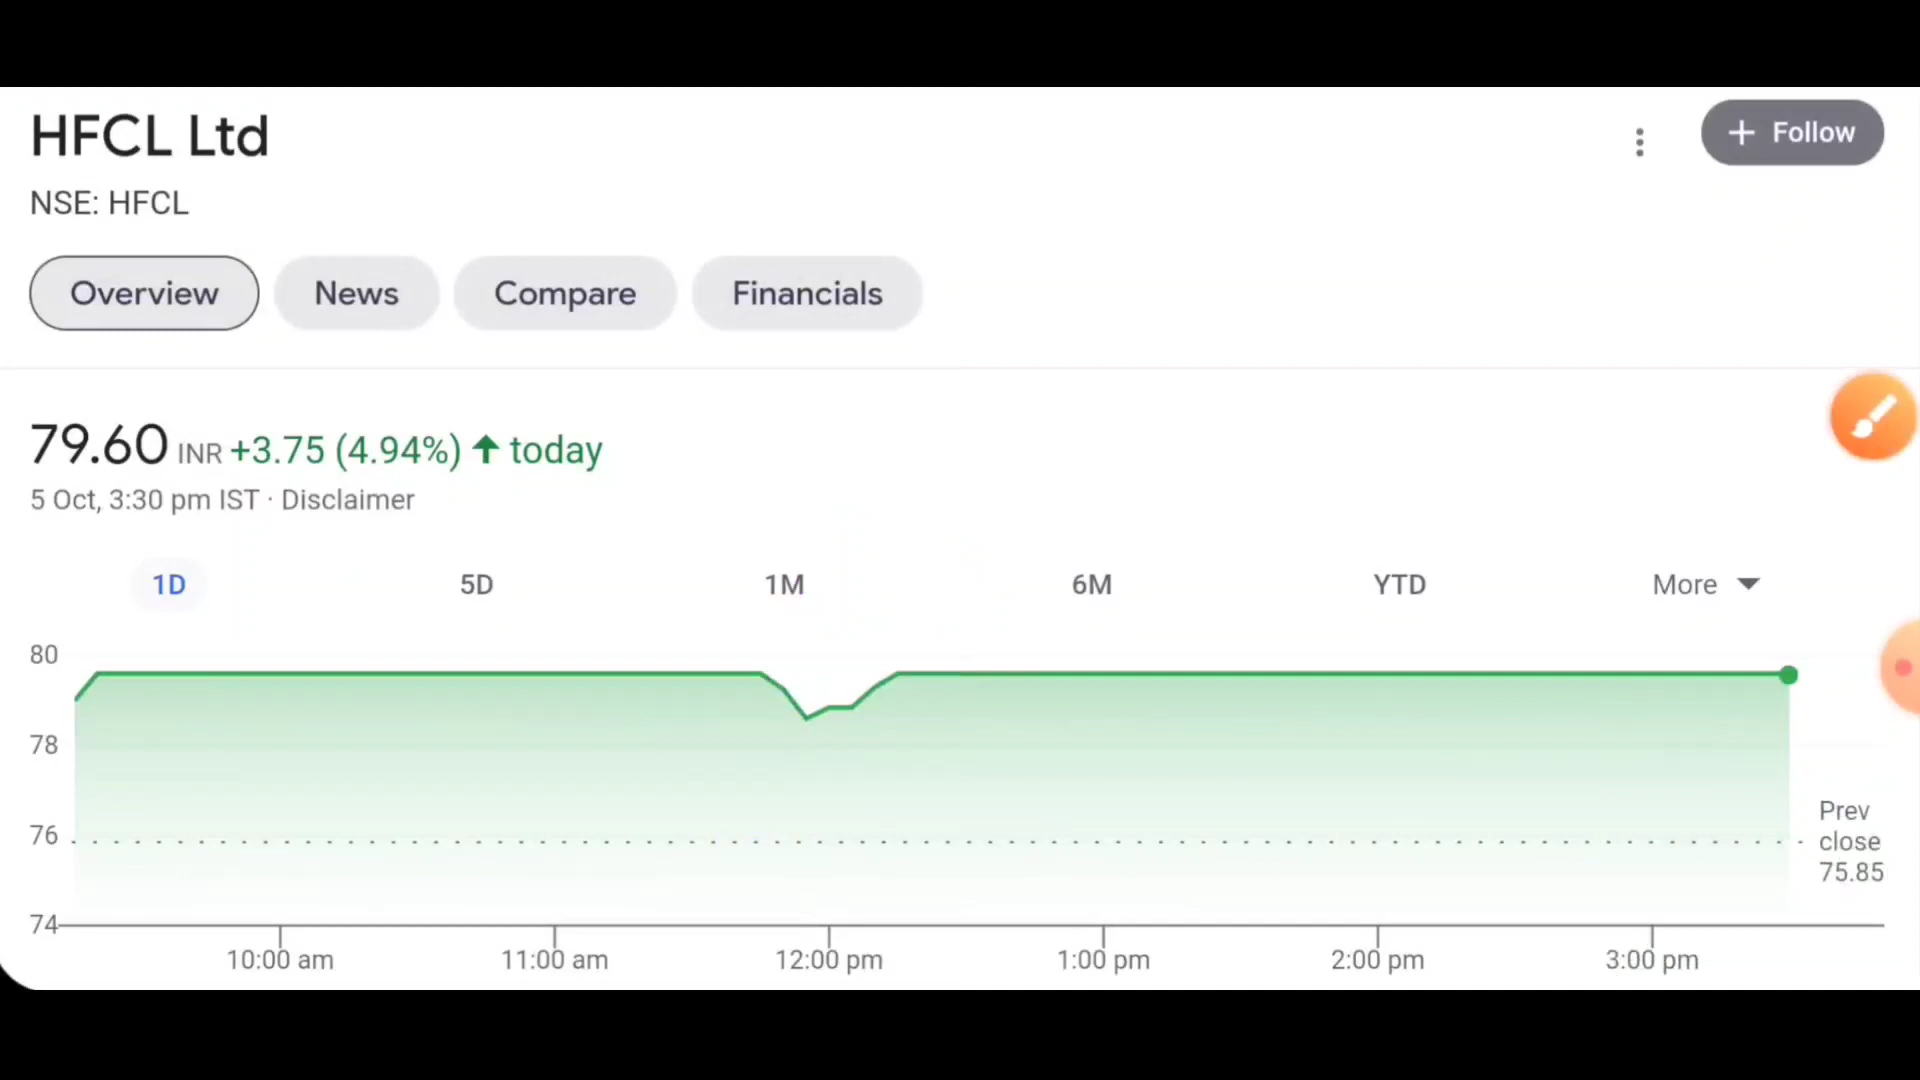 HFCL Ltd
+ Follow
NSE: HFCL
Overview News Compare Financials
79.60 INR +3.75 (4.94%) ↑ today
5 Oct, 3:30 pm IST · Disclaimer
1D 5D 1M 6M YTD More
80
78
76
74
Prev
close
75.85
10:00 am 11:00 am 12:00 pm 1:00 pm 2:00 pm 3:00 pm